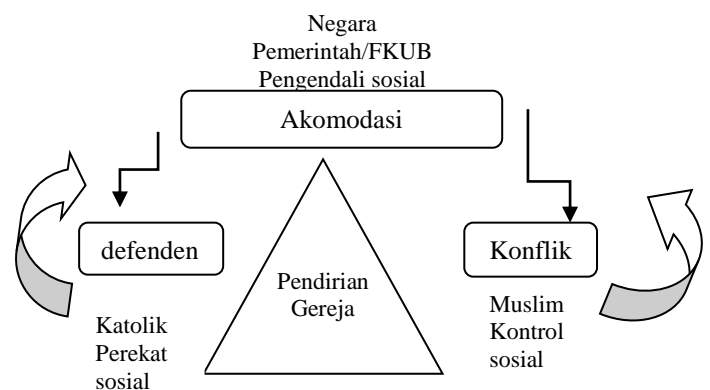 Negara
Pemerintah/FKUB
Pengendali sosial
Akomodasi
defenden
Konflik
Pendirian
Gereja
Katolik
Perekat
sosial
Muslim
Kontrol
sosial